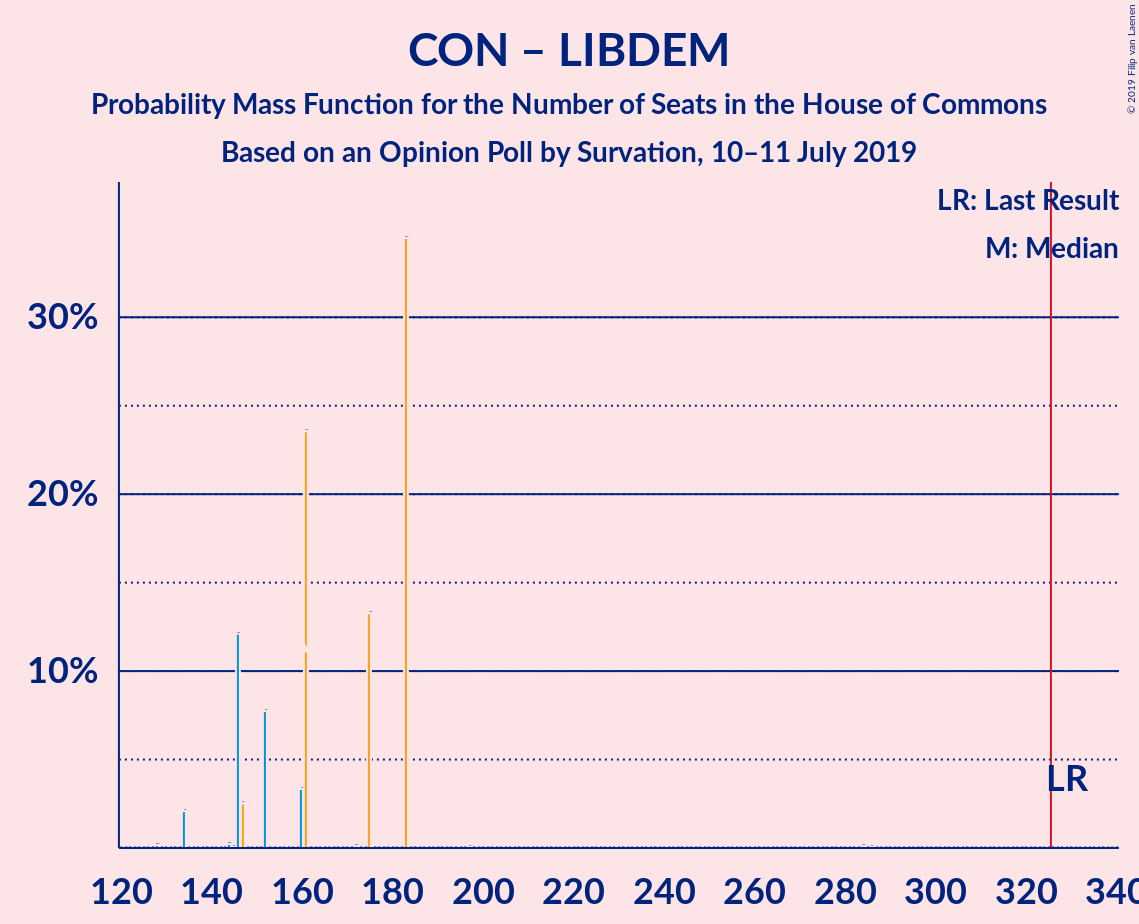 CON – LIBDEM
Probability Mass Function for the Number of Seats in the House of Commons
Based on an Opinion Poll by Survation, 10–11 July 2019
© 2019 Filip van Laenen
LR: Last Result
M: Median
30%
20%
10%
LR
120 140 160 180 200 220 240 260 280 300 320 340